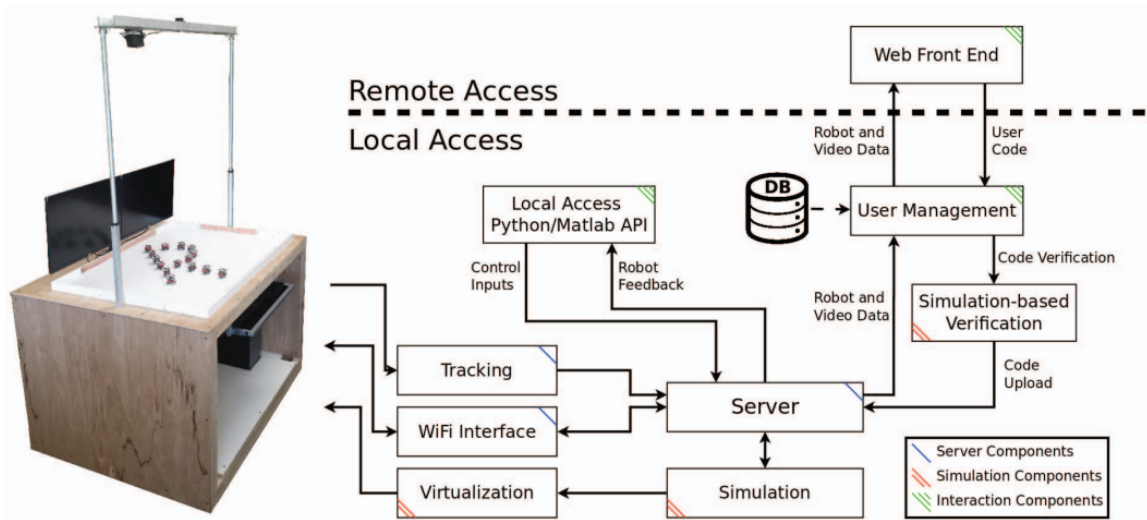 Web Front End
Remote Access
Local Access
Robot and
Video Data
User
Code
DB
Local Access
Python/Matlab API
User Management
Control
Inputs
Robot
Feedback
Robot and
Video Data
Code Verification
Simulation-based
Verification
Tracking
Code
Upload
Server
WiFi Interface
Virtualization
Simulation
Server Components
Simulation Components
Interaction Components